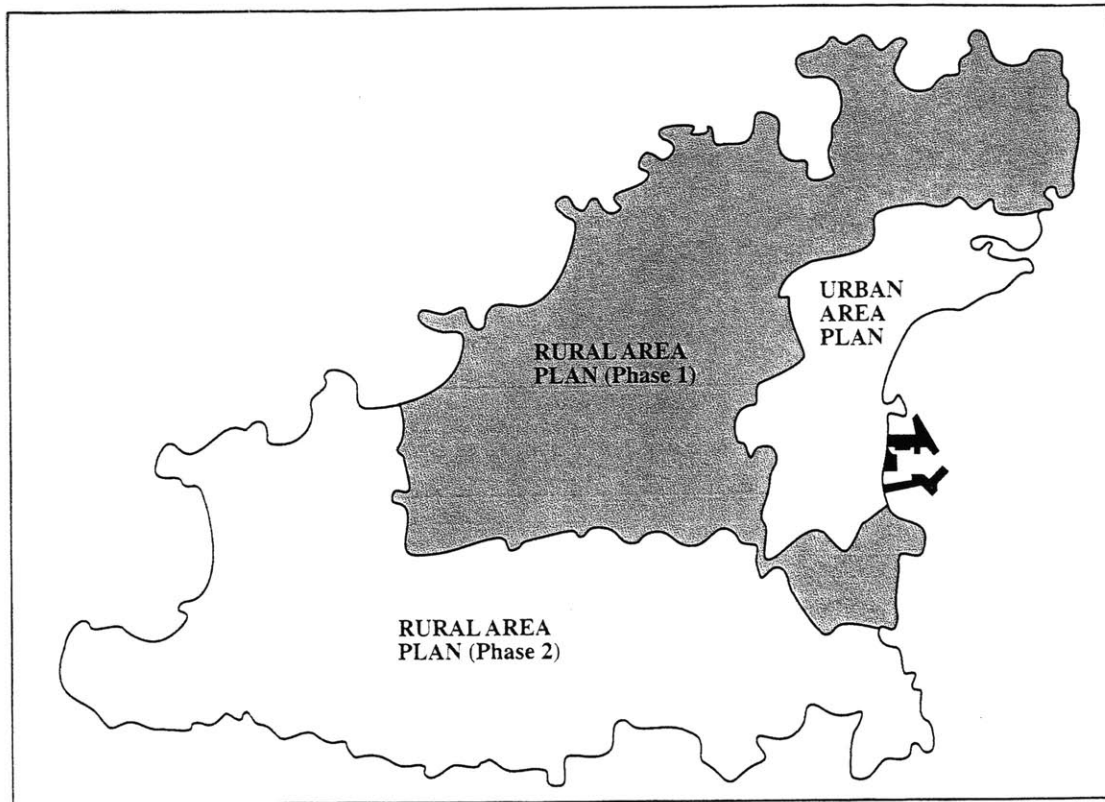 URBAN
AREA
PLAN
RURAL AREA
PLAN (Phase 1)
RURAL AREA
PLAN (Phase 2)